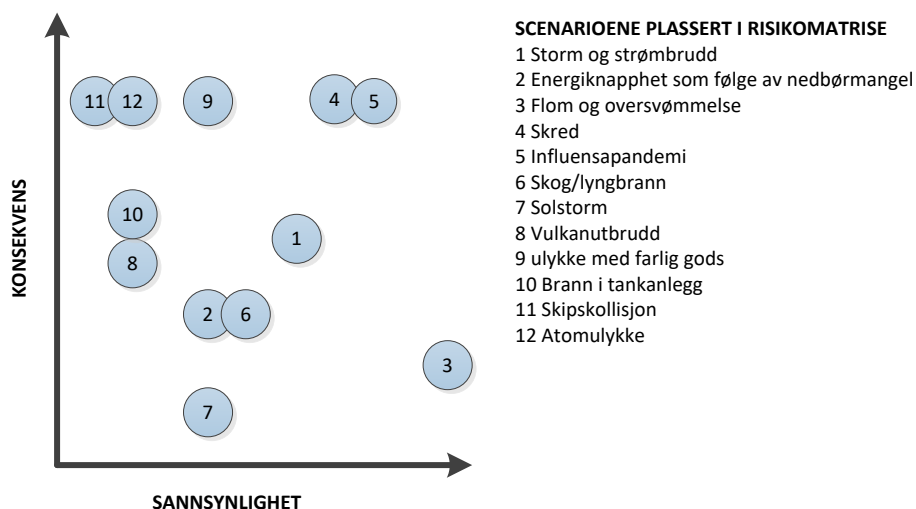 SCENARIOENE PLASSERT I RISIKOMATRISE
1 Storm og strømbrudd
2 Energiknapphet som følge av nedbørmangel
3 Flom og oversvømmelse
4 Skred
5 Influensapandemi
6 Skog/lyngbrann
7 Solstorm
8 Vulkanutbrudd
9 ulykke med farlig gods
10 Brann i tankanlegg
11 Skipskollisjon
12 Atomulykke
KONSEKVENS
11 12 9 4 5
10
1
8
2 6
3
7
SANNSYNLIGHET